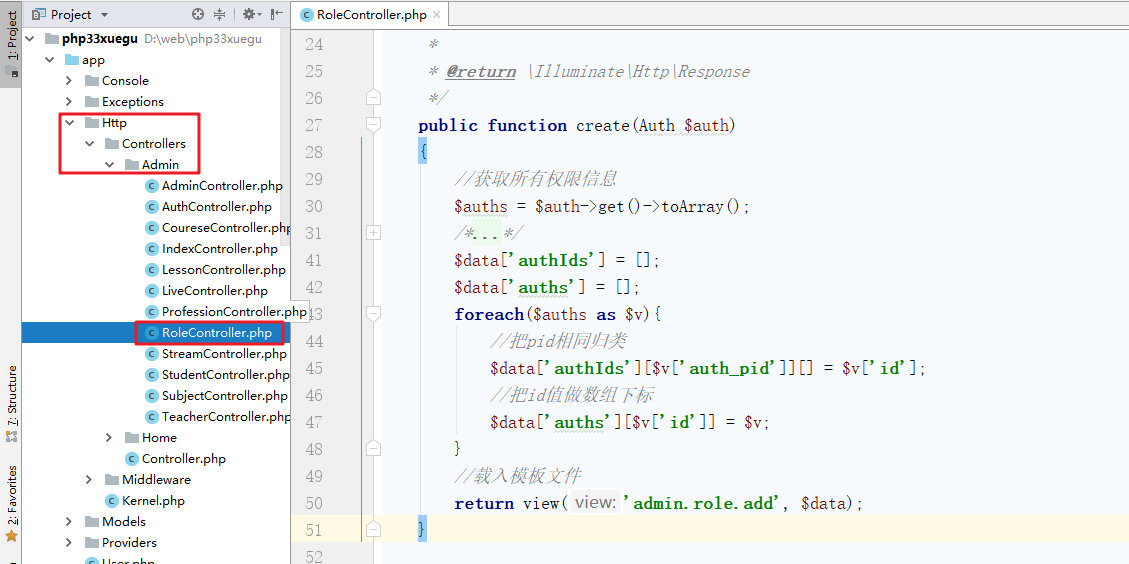 1: Project
7: Structure
2: Favorites
Project
php33xuegu D:\web\php33xuegu
app
Console
Exceptions
Http
Controllers
Admin
AdminController.php
AuthController.php
CoureseController.php
IndexController.php
LessonController.php
LiveController.php
ProfessionController.php
RoleController.php
StreamController.php
StudentController.php
SubjectController.php
TeacherController.php
Home
Controller.php
Middleware
Kernel.php
Models
Providers
User.php
RoleController.php
24 *
25 * @return \Illuminate\Http\Response
26 */
27 public function create(Auth $auth)
28 {
29 //获取所有权限信息
30 $auths = $auth->get()->toArray();
31 /*...*/
41 $data['authIds'] = [];
42 $data['auths'] = [];
43 foreach($auths as $v){
44 //把pid相同归类
45 $data['authIds'][$v['auth_pid']][] = $v['id'];
46 //把id值做数组下标
47 $data['auths'][$v['id']] = $v;
48 }
49 //载入模板文件
50 return view( view: 'admin.role.add', $data);
51 }
52